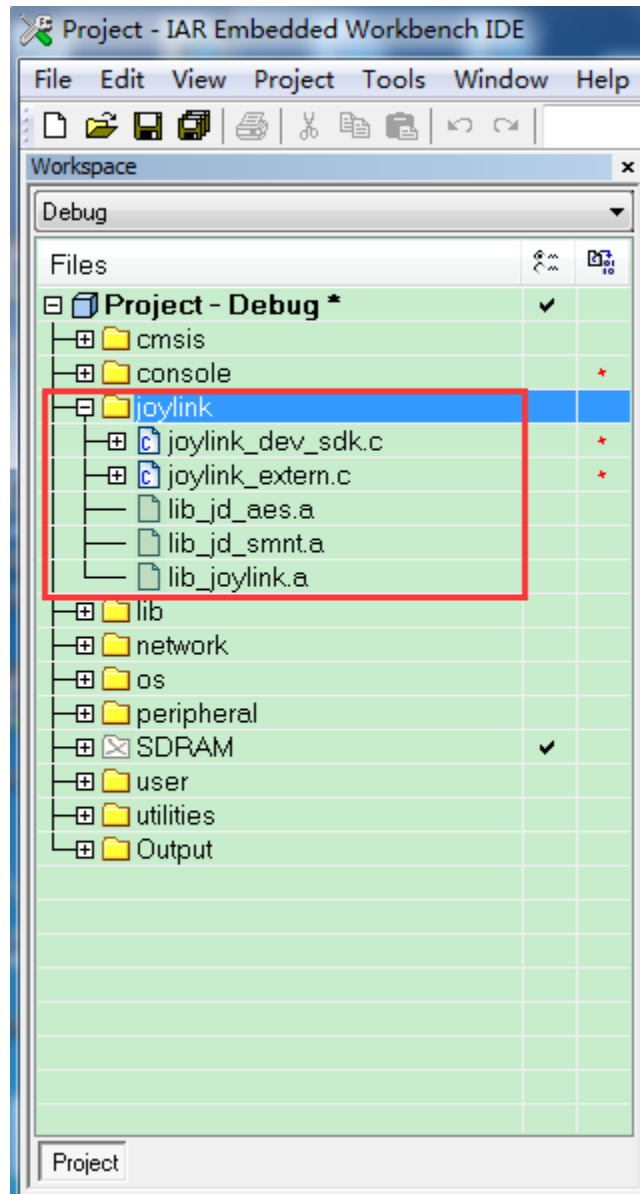 Project - IAR Embedded Workbench IDE
File Edit View Project Tools Window Help
Workspace x
Debug
Files
Project - Debug *
cmsis
console
joylink
joylink_dev_sdk.c
joylink_extern.c
lib_jd_aes.a
lib_jd_smnt.a
lib_joylink.a
lib
network
os
peripheral
SDRAM
user
utilities
Output
Project